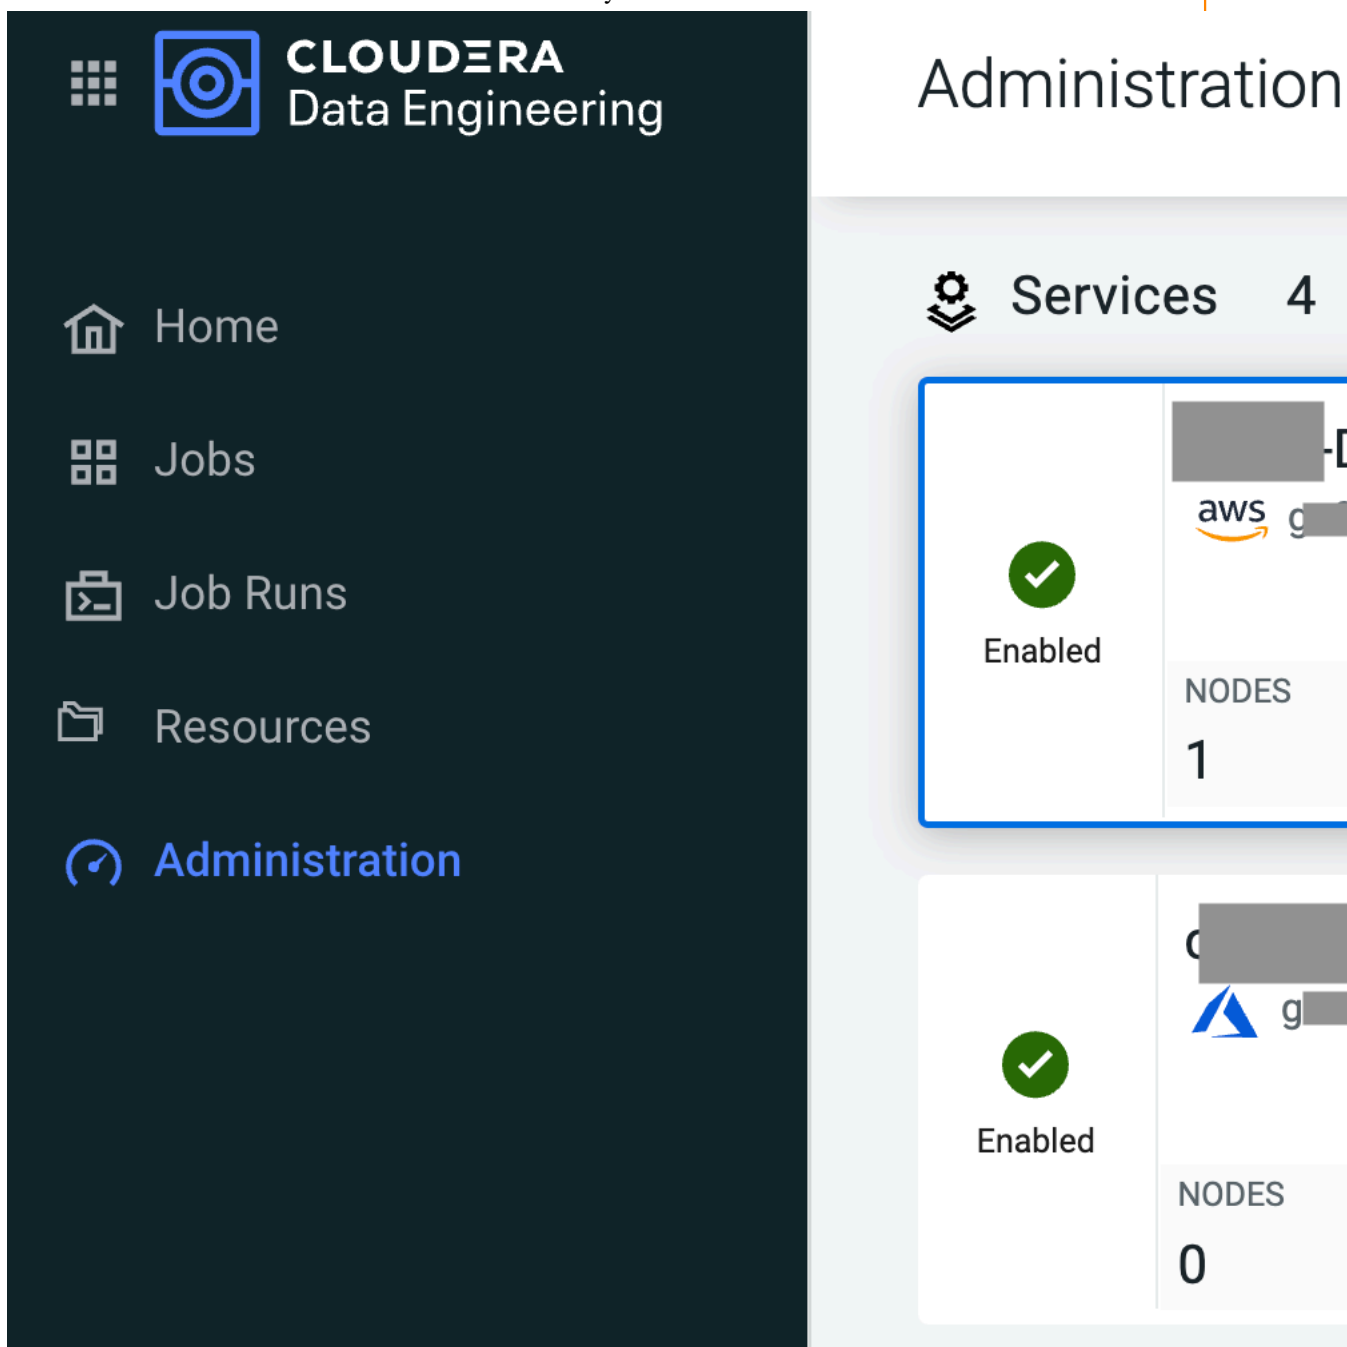 CLOUDERA
Data Engineering
Home
Jobs
Job Runs
Resources
Administration
Administration
Services 4
Enabled
aws
NODES
1
Enabled
NODES
0